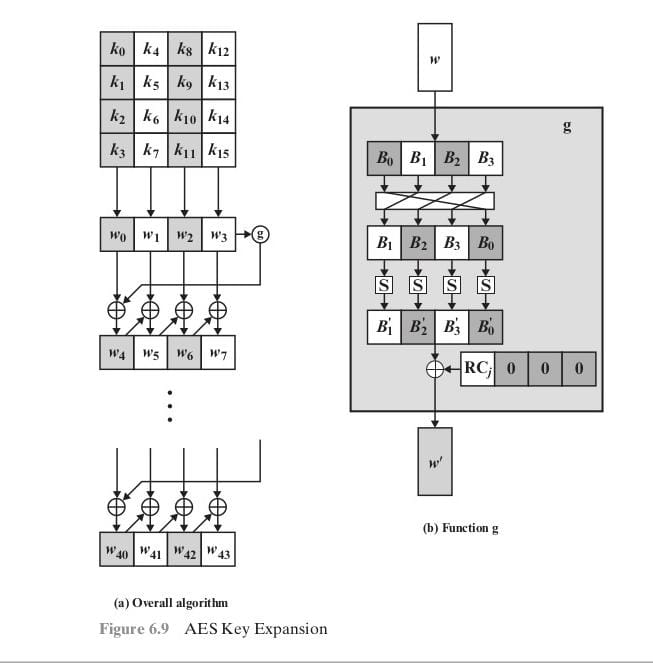 k0 k4 k8 k12
k1 k5 k9 k13
k2 k6 k10 k14
k3 k7 k11 k15
w0 w1 w2 w3 g
w4 w5 w6 w7
w40 w41 w42 w43
(a) Overall algorithm
w
g
B0 B1 B2 B3
B1 B2 B3 B0
S S S S
B′1 B′2 B′3 B′0
RCj 0 0 0
w′
(b) Function g
Figure 6.9 AES Key Expansion